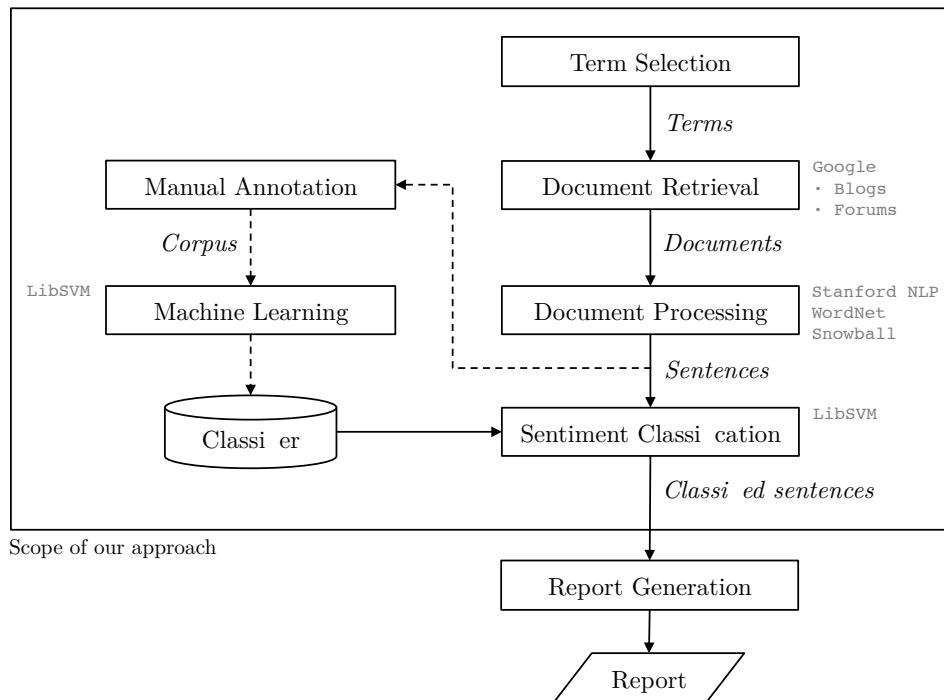 Term Selection
Terms
Google
· Blogs
· Forums
Manual Annotation
Document Retrieval
Corpus
Documents
LibSVM
Machine Learning
Document Processing
Stanford NLP
WordNet
Snowball
Sentences
LibSVM
Classi er
Sentiment Classi cation
Classi ed sentences
Scope of our approach
Report Generation
Report